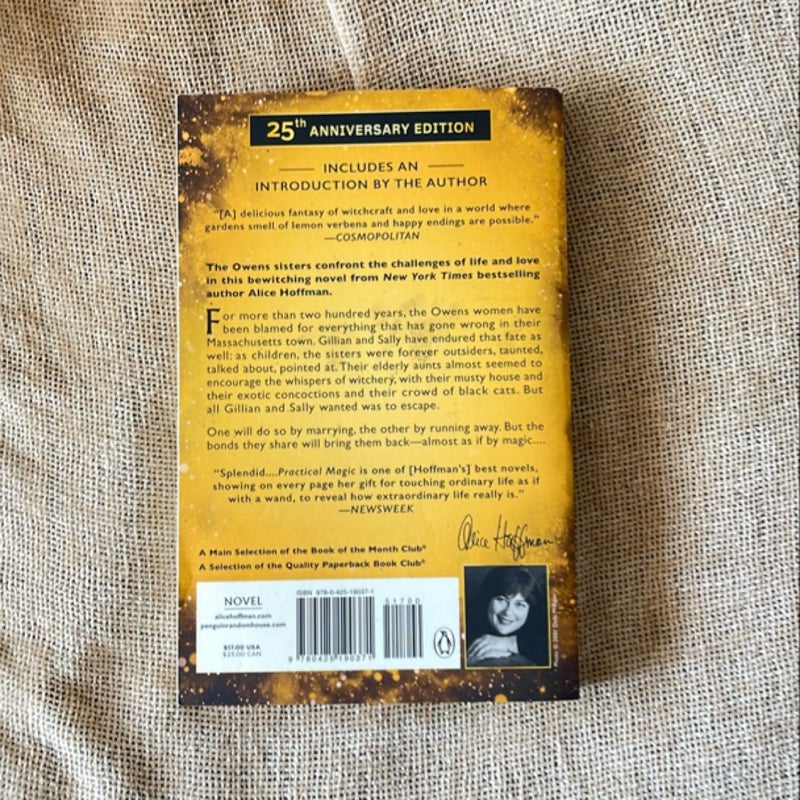 25th ANNIVERSARY EDITION
INCLUDES AN
INTRODUCTION BY THE AUTHOR
"[A] delicious fantasy of witchcraft and love in a world where
gardens smell of lemon verbena and happy endings are possible."
—COSMOPOLITAN
The Owens sisters confront the challenges of life and love
in this bewitching novel from New York Times bestselling
author Alice Hoffman.
For more than two hundred years, the Owens women have
been blamed for everything that has gone wrong in their
Massachusetts town. Gillian and Sally have endured that fate as
well: as children, the sisters were forever outsiders, taunted,
talked about, pointed at. Their elderly aunts almost seemed to
encourage the whispers of witchery, with their musty house and
their exotic concoctions and their crowd of black cats. But
all Gillian and Sally wanted was to escape.
One will do so by marrying, the other by running away. But the
bonds they share will bring them back—almost as if by magic....
"Splendid....Practical Magic is one of [Hoffman's] best novels,
showing on every page her gift for touching ordinary life as if
with a wand, to reveal how extraordinary life really is."
—NEWSWEEK
Alice Hoffman
A Main Selection of the Book of the Month Club®
A Selection of the Quality Paperback Book Club®
NOVEL
alicehoffman.com
penguinrandomhouse.com
$17.00 USA
$23.00 CAN
ISBN 978-0-425-19037-1
51700
9 780425 190371
Photo © 2001 Deborah